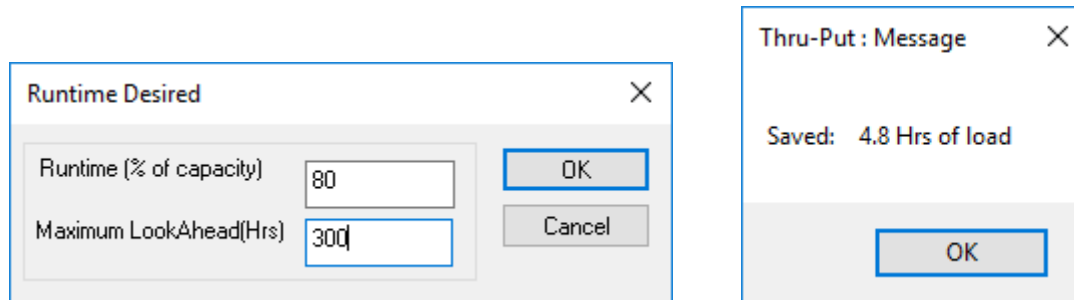 Runtime Desired
Runtime (% of capacity)
80
OK
Maximum LookAhead(Hrs)
300
Cancel
Thru-Put : Message
Saved: 4.8 Hrs of load
OK